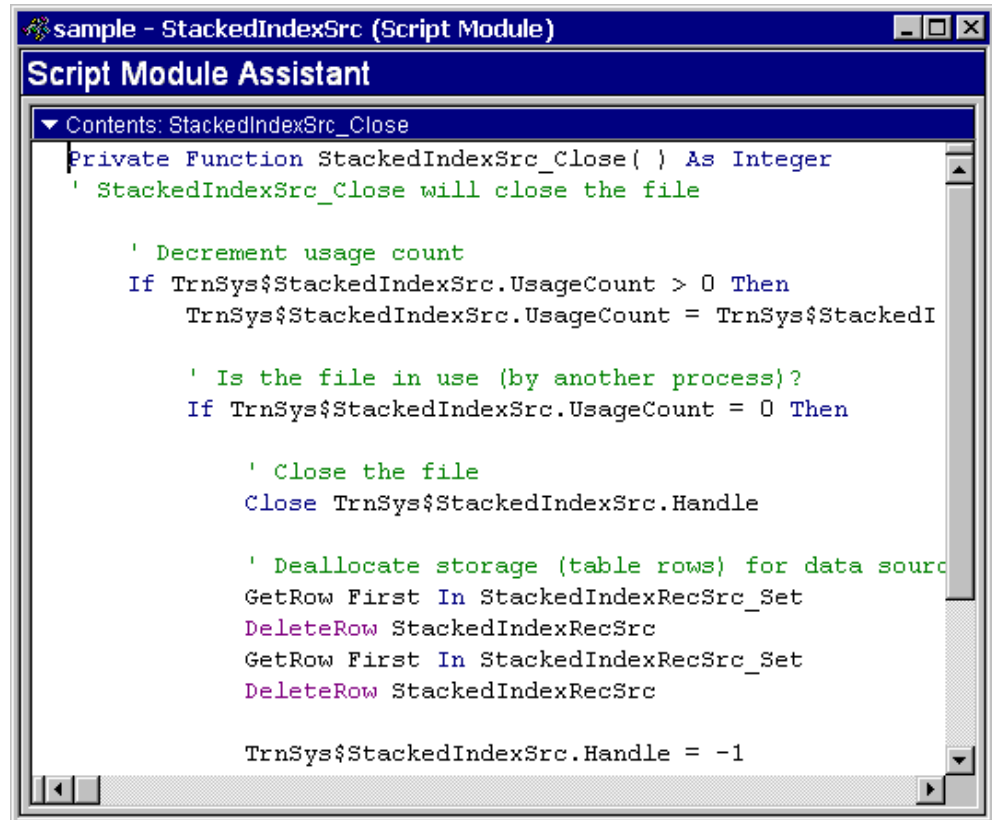 sample - StackedIndexSrc (Script Module)
Script Module Assistant
Contents: StackedIndexSrc_Close
Private Function StackedIndexSrc_Close( ) As Integer
' StackedIndexSrc_Close will close the file
' Decrement usage count
If TrnSys$StackedIndexSrc.UsageCount > 0 Then
TrnSys$StackedIndexSrc.UsageCount = TrnSys$StackedI
' Is the file in use (by another process)?
If TrnSys$StackedIndexSrc.UsageCount = 0 Then
' Close the file
Close TrnSys$StackedIndexSrc.Handle
' Deallocate storage (table rows) for data sourc
GetRow First In StackedIndexRecSrc_Set
DeleteRow StackedIndexRecSrc
GetRow First In StackedIndexRecSrc_Set
DeleteRow StackedIndexRecSrc
TrnSys$StackedIndexSrc.Handle = -1